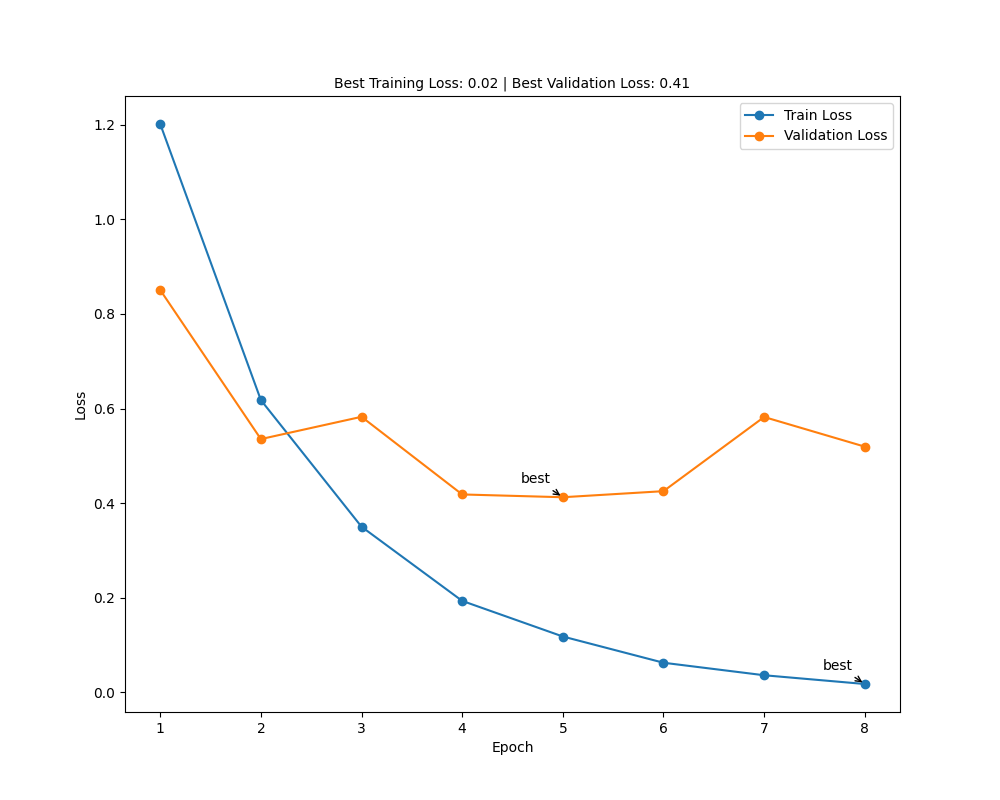 Best Training Loss: 0.02 | Best Validation Loss: 0.41
Train Loss
Validation Loss
1.2
1.0
0.8
0.6
0.4
0.2
0.0
Loss
best
best
1 2 3 4 5 6 7 8
Epoch